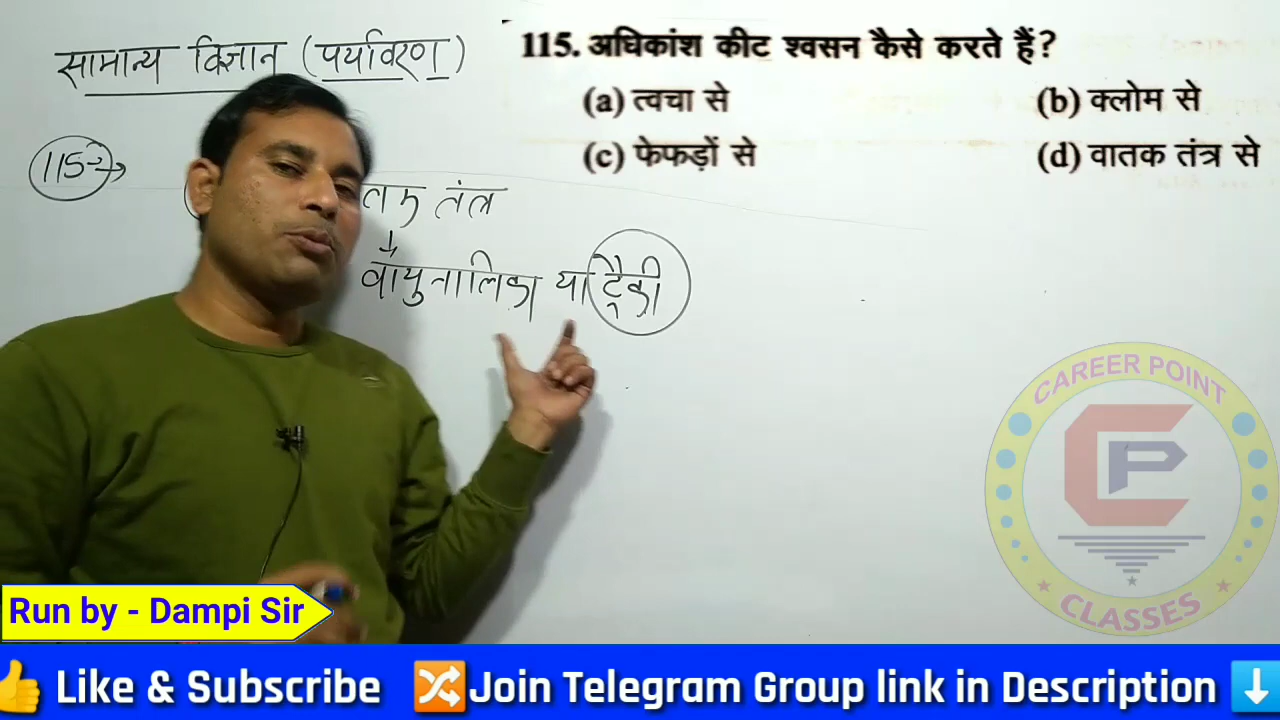 सामान्य विज्ञान (पर्यावरण)
115. अधिकांश कीट श्वसन कैसे करते हैं?
(a) त्वचा से
(b) क्लोम से
(c) फेफड़ों से
(d) वातक तंत्र से
115 →
तंत्र
वायुनालिका या ट्रैकी
CAREER POINT
CP
CLASSES
Run by - Dampi Sir
👍 Like & Subscribe 🔀 Join Telegram Group link in Description ⬇️